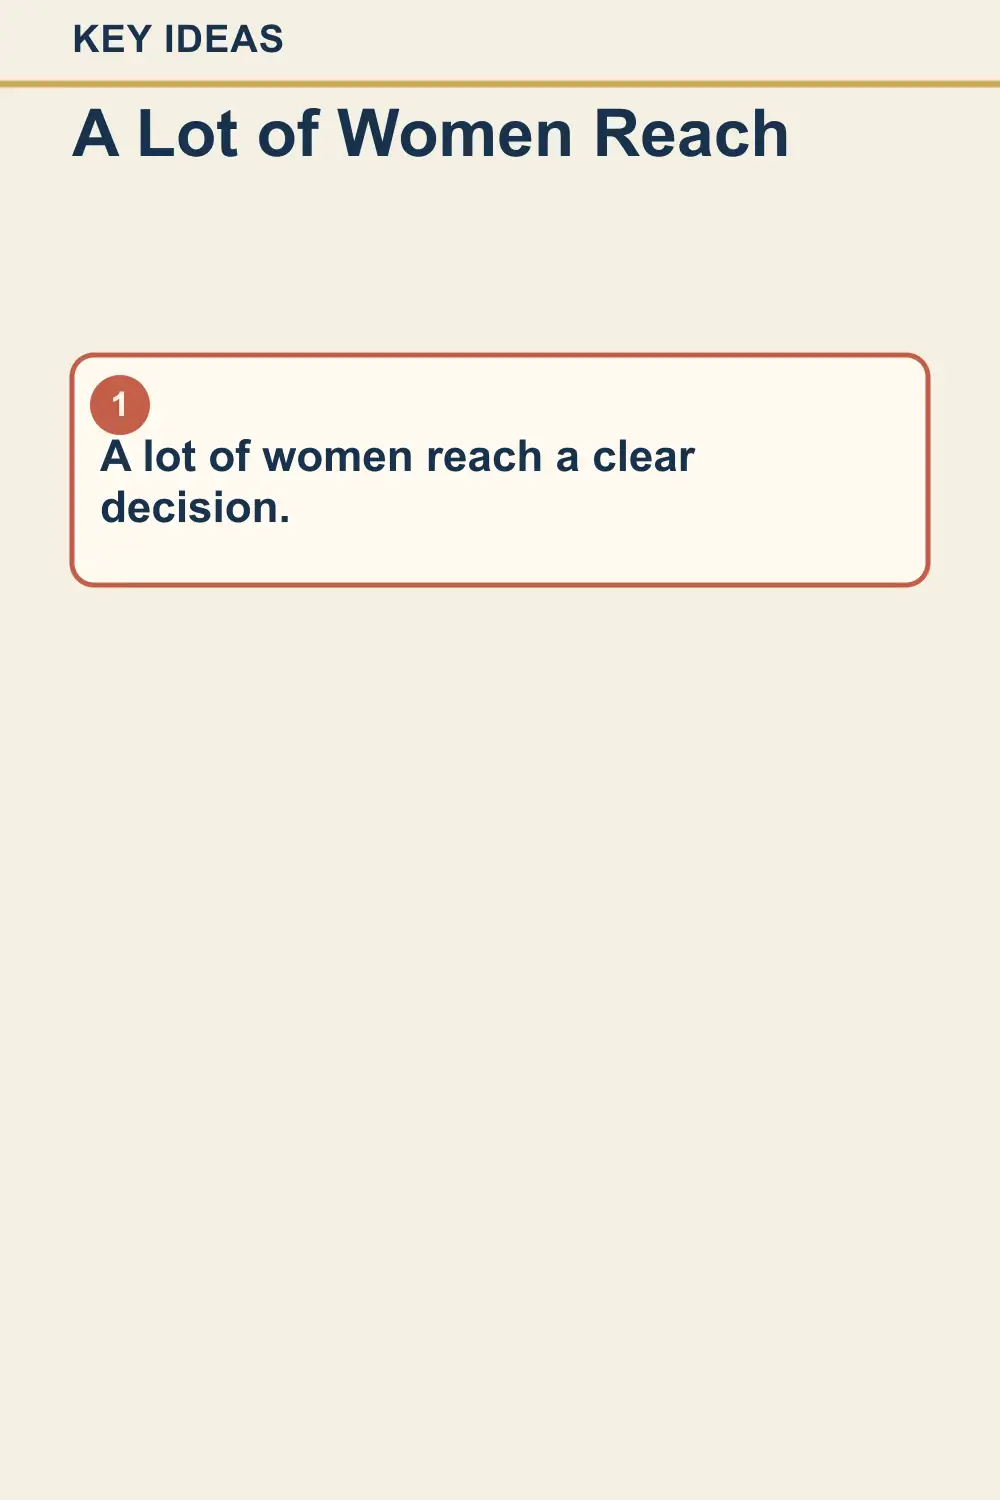 KEY IDEAS
A Lot of Women Reach
1
A lot of women reach a clear
decision.